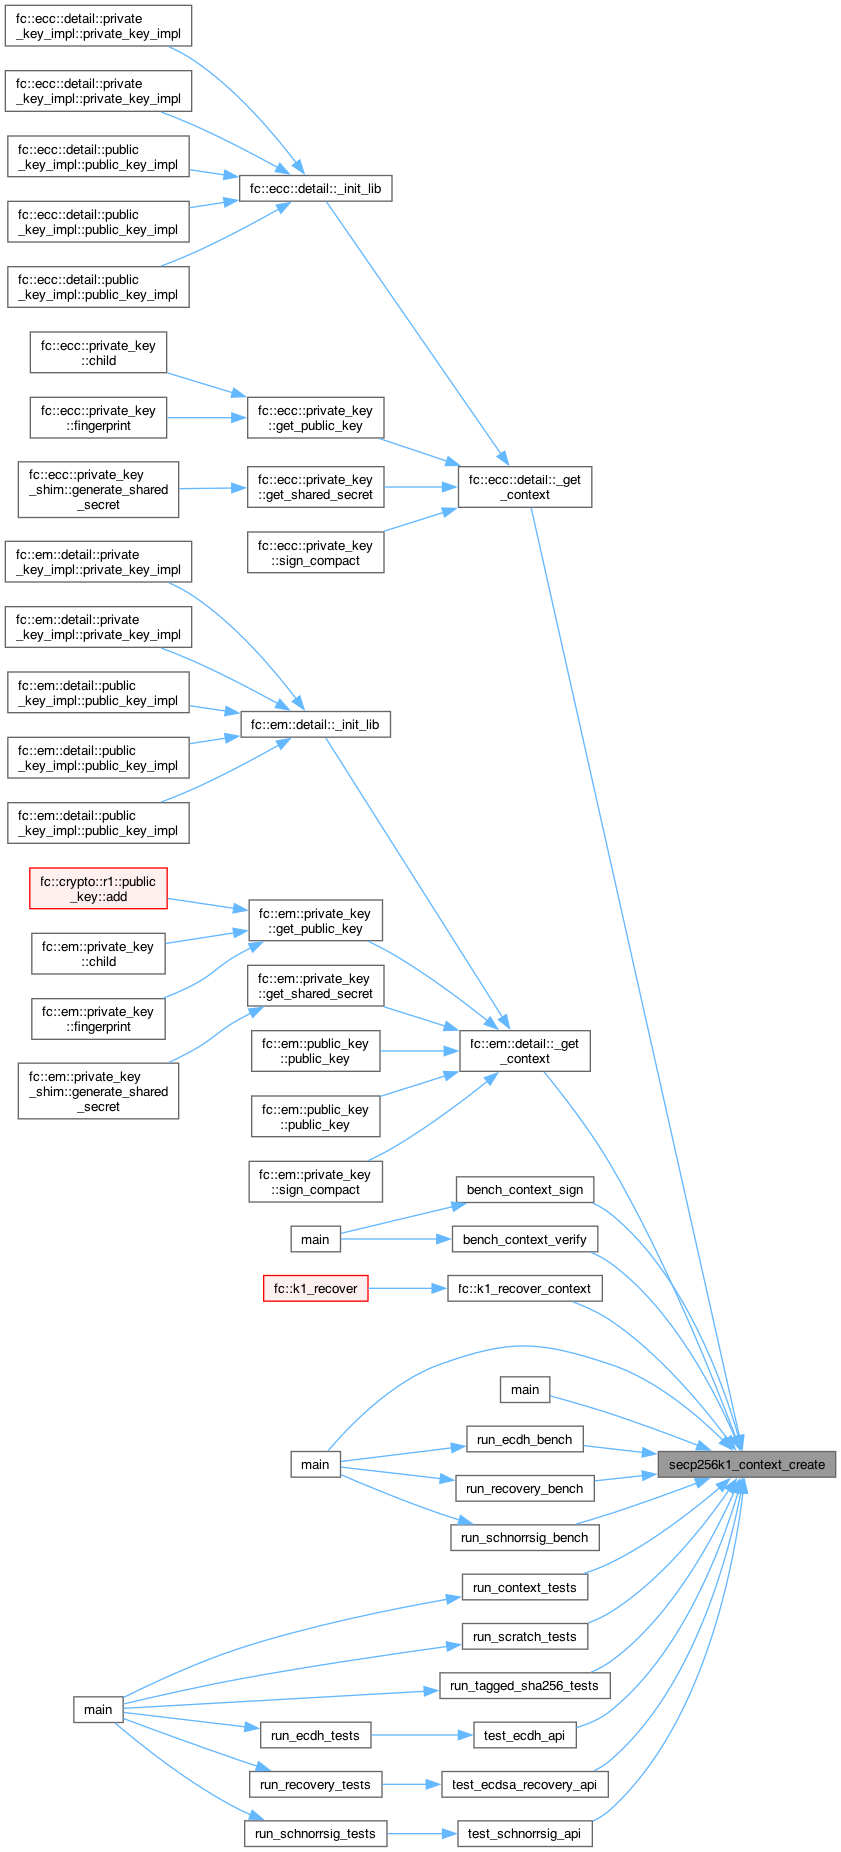 fc::ecc::detail::private
_key_impl::private_key_impl
fc::ecc::detail::private
_key_impl::private_key_impl
fc::ecc::detail::public
_key_impl::public_key_impl
fc::ecc::detail::_init_lib
fc::ecc::detail::public
_key_impl::public_key_impl
fc::ecc::detail::public
_key_impl::public_key_impl
fc::ecc::private_key
::child
fc::ecc::private_key
::fingerprint
fc::ecc::private_key
::get_public_key
fc::ecc::private_key
_shim::generate_shared
_secret
fc::ecc::private_key
::get_shared_secret
fc::ecc::detail::_get
_context
fc::ecc::private_key
::sign_compact
fc::em::detail::private
_key_impl::private_key_impl
fc::em::detail::private
_key_impl::private_key_impl
fc::em::detail::public
_key_impl::public_key_impl
fc::em::detail::_init_lib
fc::em::detail::public
_key_impl::public_key_impl
fc::em::detail::public
_key_impl::public_key_impl
fc::crypto::r1::public
_key::add
fc::em::private_key
::get_public_key
fc::em::private_key
::child
fc::em::private_key
::get_shared_secret
fc::em::private_key
::fingerprint
fc::em::public_key
::public_key
fc::em::detail::_get
_context
fc::em::private_key
_shim::generate_shared
_secret
fc::em::public_key
::public_key
fc::em::private_key
::sign_compact
bench_context_sign
main
bench_context_verify
fc::k1_recover
fc::k1_recover_context
main
run_ecdh_bench
main
secp256k1_context_create
run_recovery_bench
run_schnorrsig_bench
run_context_tests
run_scratch_tests
run_tagged_sha256_tests
main
run_ecdh_tests
test_ecdh_api
run_recovery_tests
test_ecdsa_recovery_api
run_schnorrsig_tests
test_schnorrsig_api